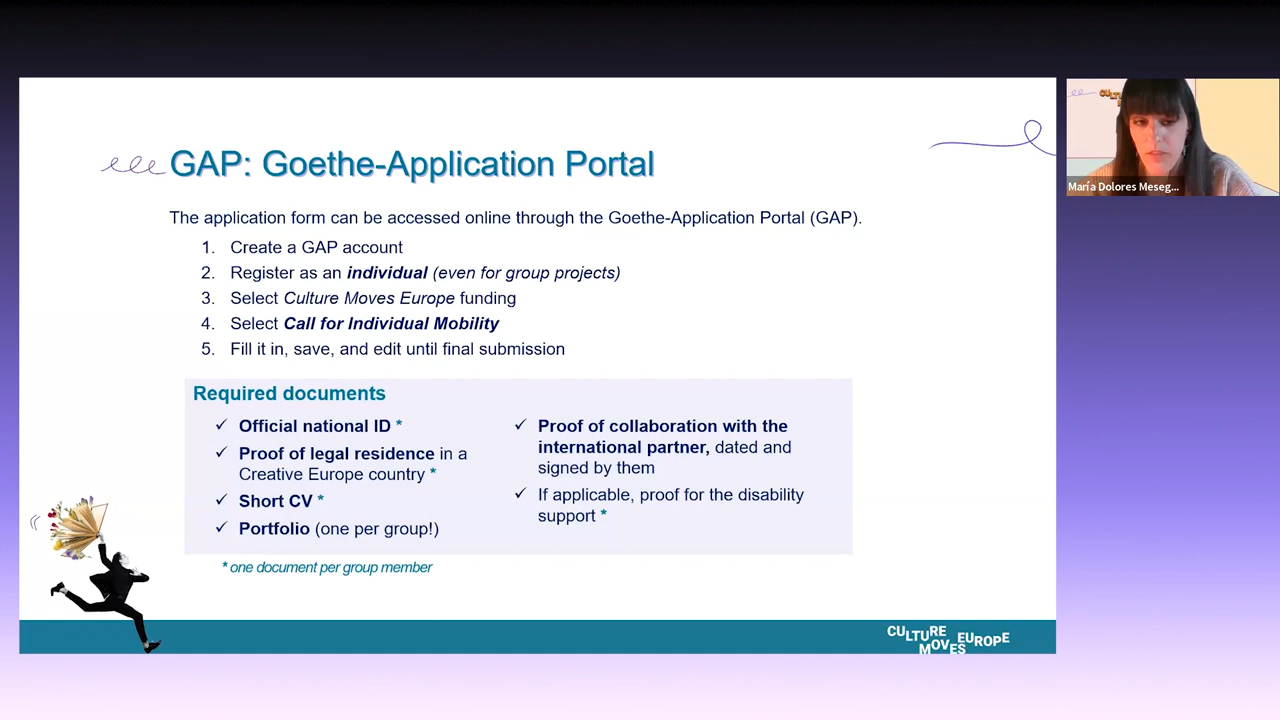 GAP: Goethe-Application Portal
The application form can be accessed online through the Goethe-Application Portal (GAP).
1. Create a GAP account
2. Register as an individual (even for group projects)
3. Select Culture Moves Europe funding
4. Select Call for Individual Mobility
5. Fill it in, save, and edit until final submission
Required documents
✓ Official national ID *
✓ Proof of legal residence in a
Creative Europe country *
✓ Short CV *
✓ Portfolio (one per group!)
✓ Proof of collaboration with the
international partner, dated and
signed by them
✓ If applicable, proof for the disability
support *
* one document per group member
CULTURE
MOVES EUROPE
María Dolores Meseg...